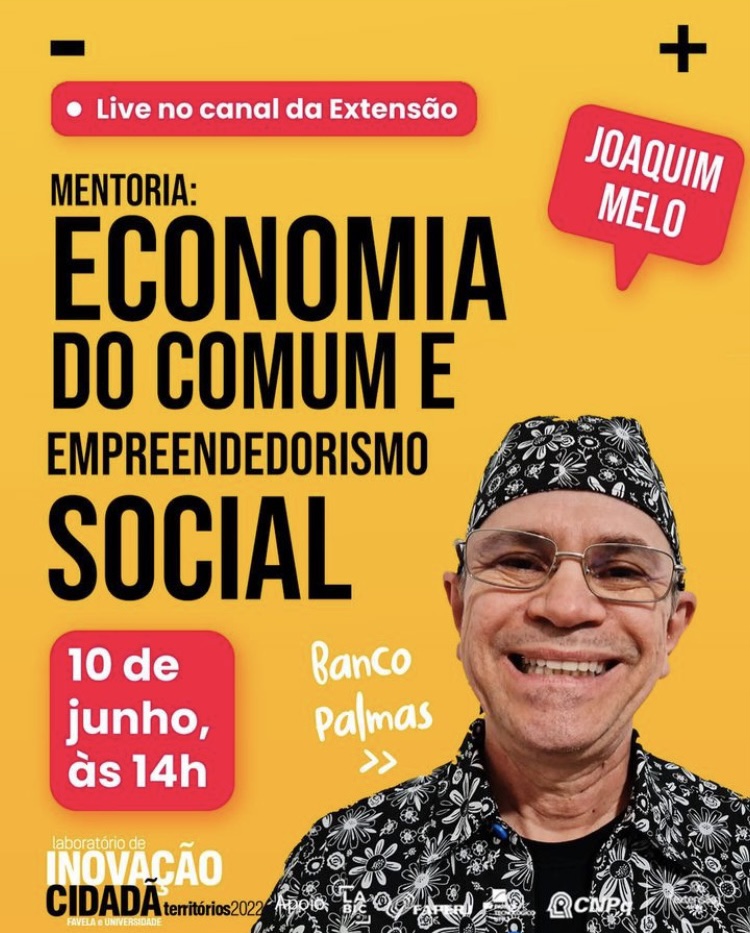 Live no canal da Extensão
JOAQUIM
MELO
MENTORIA:
ECONOMIA
DO COMUM E
EMPREENDEDORISMO
SOCIAL
10 de
junho,
às 14h
Banco
palmas
>>
laboratório de
INOVAÇÃO
CIDADÃ territórios2022
FAVELA e UNIVERSIDADE
Apoio:
FAPERJ
CNPq